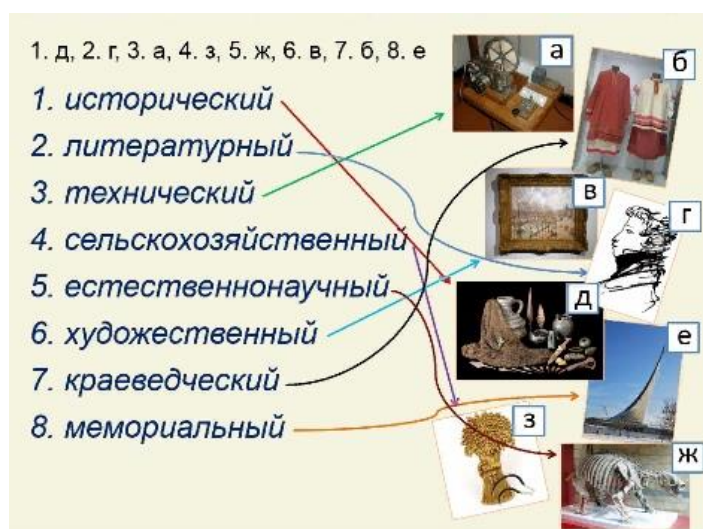 1. д, 2. г, 3. а, 4. з, 5. ж, 6. в, 7. б, 8. е
1. исторический
2. литературный
3. технический
4. сельскохозяйственный
5. естественнонаучный
6. художественный
7. краеведческий
8. мемориальный
а
б
в
г
д
е
з
ж